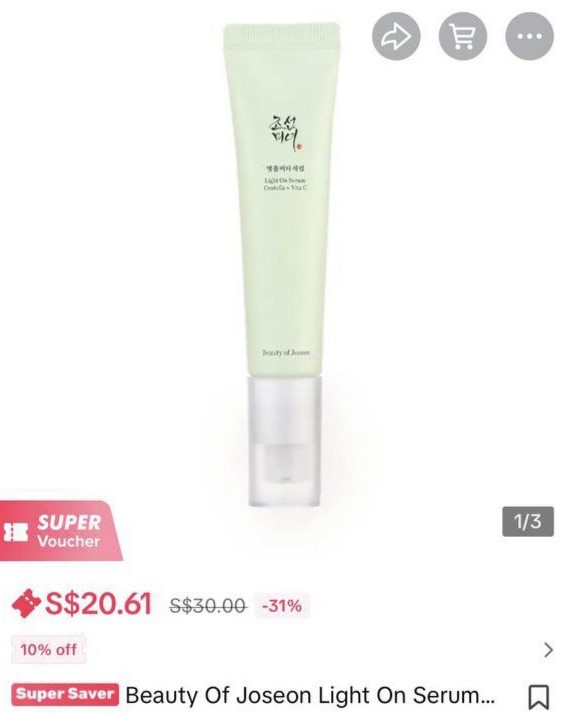 조선
미녀
Light On Serum
Centella + Vita C
Beauty of Joseon
SUPER
Voucher
1/3
S$20.61 S$30.00 -31%
10% off
Super Saver Beauty Of Joseon Light On Serum...